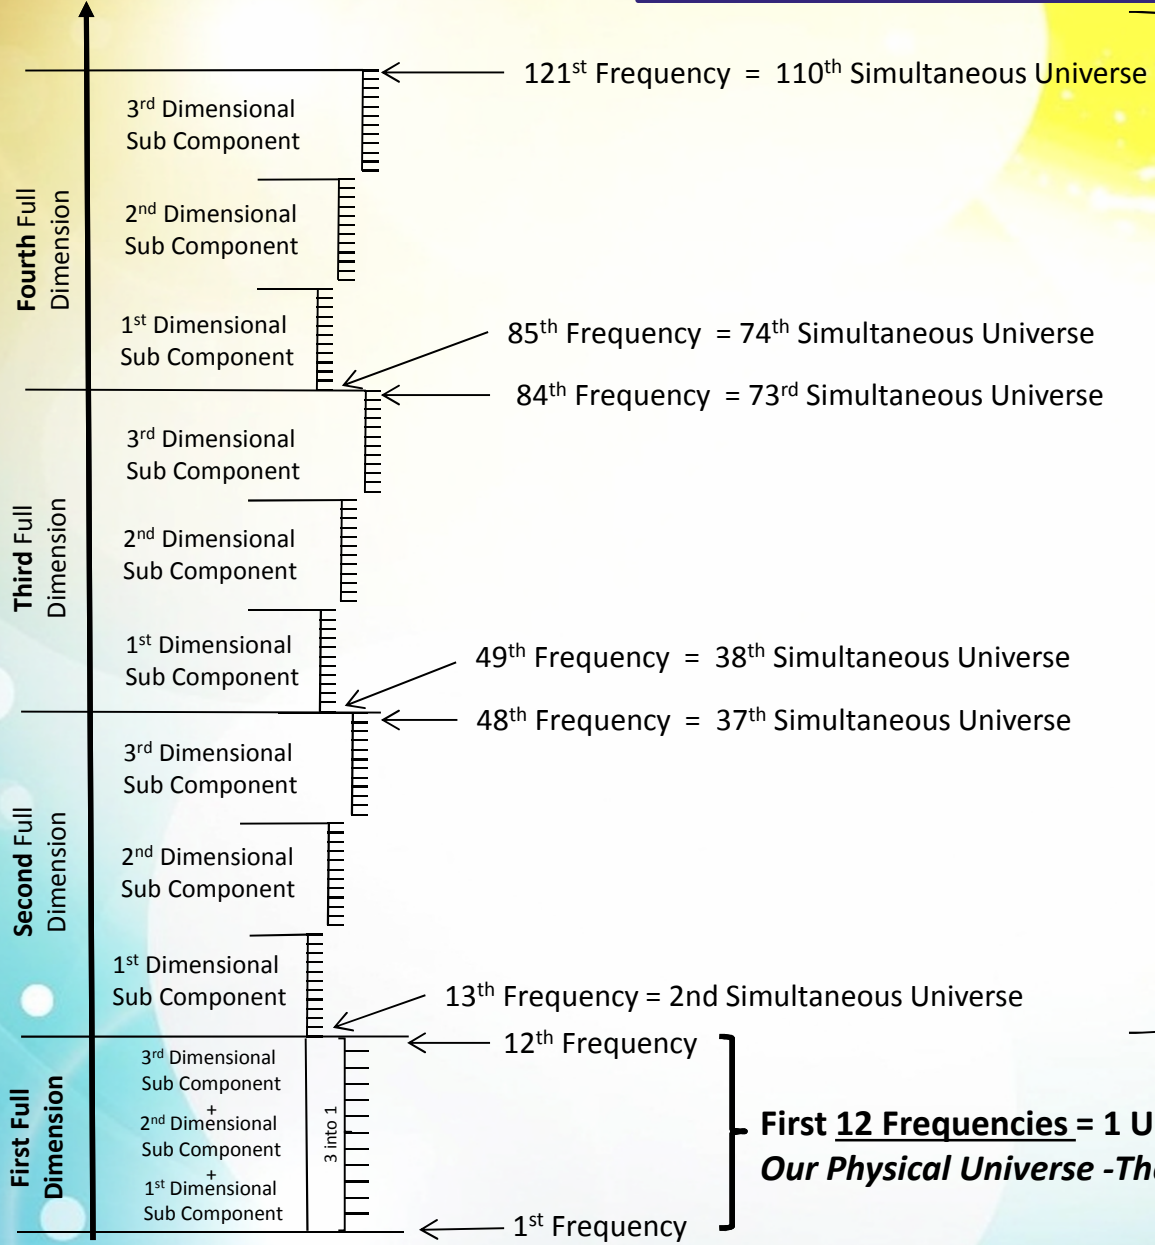 121st Frequency = 110th Simultaneous Universe
3rd Dimensional
Sub Component
2nd Dimensional
Sub Component
Fourth Full
Dimension
1st Dimensional
Sub Component
85th Frequency = 74th Simultaneous Universe
84th Frequency = 73rd Simultaneous Universe
3rd Dimensional
Sub Component
2nd Dimensional
Sub Component
Third Full
Dimension
1st Dimensional
Sub Component
49th Frequency = 38th Simultaneous Universe
48th Frequency = 37th Simultaneous Universe
3rd Dimensional
Sub Component
2nd Dimensional
Sub Component
Second Full
Dimension
1st Dimensional
Sub Component
13th Frequency = 2nd Simultaneous Universe
12th Frequency
3rd Dimensional
Sub Component
+
2nd Dimensional
Sub Component
+
1st Dimensional
Sub Component
3 into 1
First Full
Dimension
First 12 Frequencies = 1 U
Our Physical Universe -The
1st Frequency